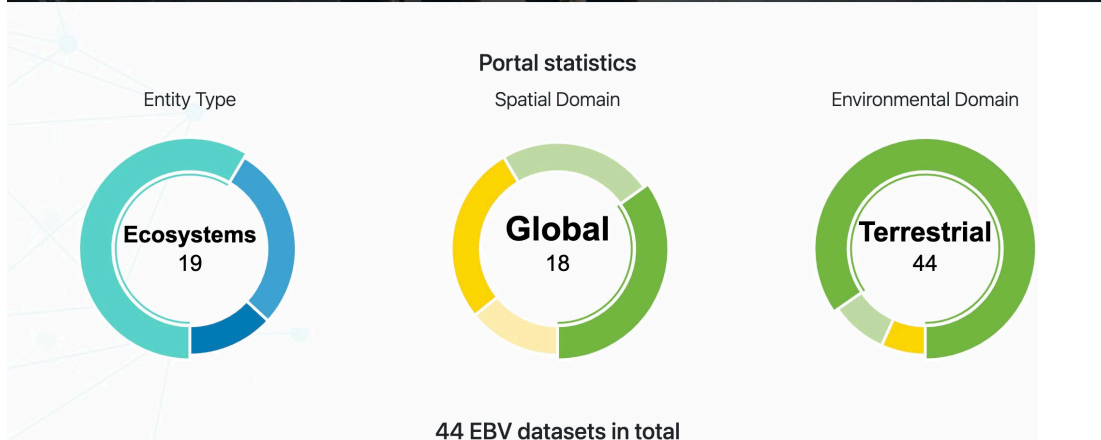 Portal statistics
Entity Type
Spatial Domain
Environmental Domain
Ecosystems
19
Global
18
Terrestrial
44
44 EBV datasets in total